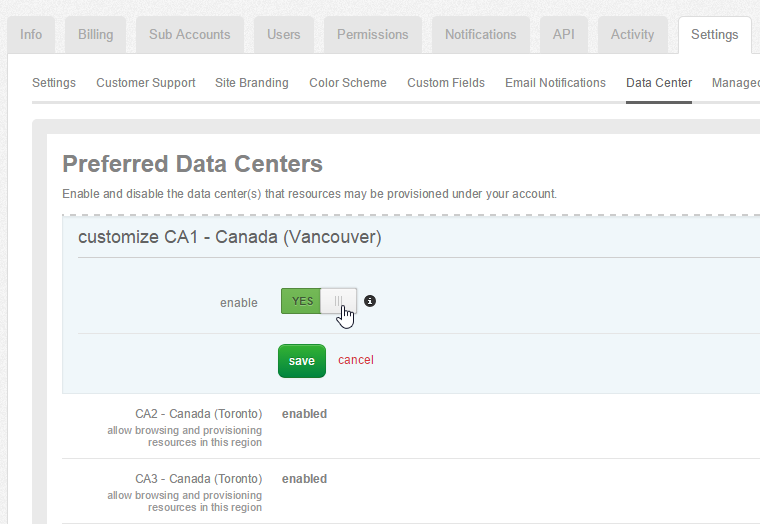 Info Billing Sub Accounts Users Permissions Notifications API Activity Settings
Settings Customer Support Site Branding Color Scheme Custom Fields Email Notifications Data Center Managed
Preferred Data Centers
Enable and disable the data center(s) that resources may be provisioned under your account.
customize CA1 - Canada (Vancouver)
enable YES
save cancel
CA2 - Canada (Toronto) enabled
allow browsing and provisioning
resources in this region
CA3 - Canada (Toronto) enabled
allow browsing and provisioning
resources in this region